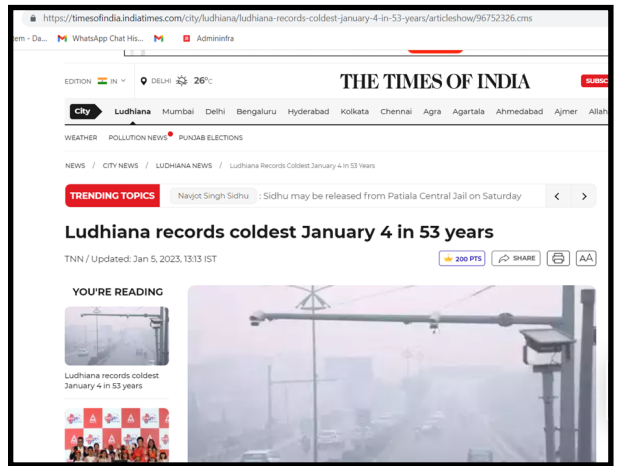 https://timesofindia.indiatimes.com/city/ludhiana/ludhiana-records-coldest-january-4-in-53-years/articleshow/96752326.cms
tem - Da... WhatsApp Chat His... Admininfra
EDITION IN DELHI 26°C THE TIMES OF INDIA SUBSC
City Ludhiana Mumbai Delhi Bengaluru Hyderabad Kolkata Chennai Agra Agartala Ahmedabad Ajmer Allah
WEATHER POLLUTION NEWS PUNJAB ELECTIONS
NEWS / CITY NEWS / LUDHIANA NEWS / Ludhiana Records Coldest January 4 In 53 Years
TRENDING TOPICS Navjot Singh Sidhu : Sidhu may be released from Patiala Central Jail on Saturday
Ludhiana records coldest January 4 in 53 years
TNN / Updated: Jan 5, 2023, 13:13 IST 200 PTS SHARE AA
YOU'RE READING
Ludhiana records coldest
January 4 in 53 years